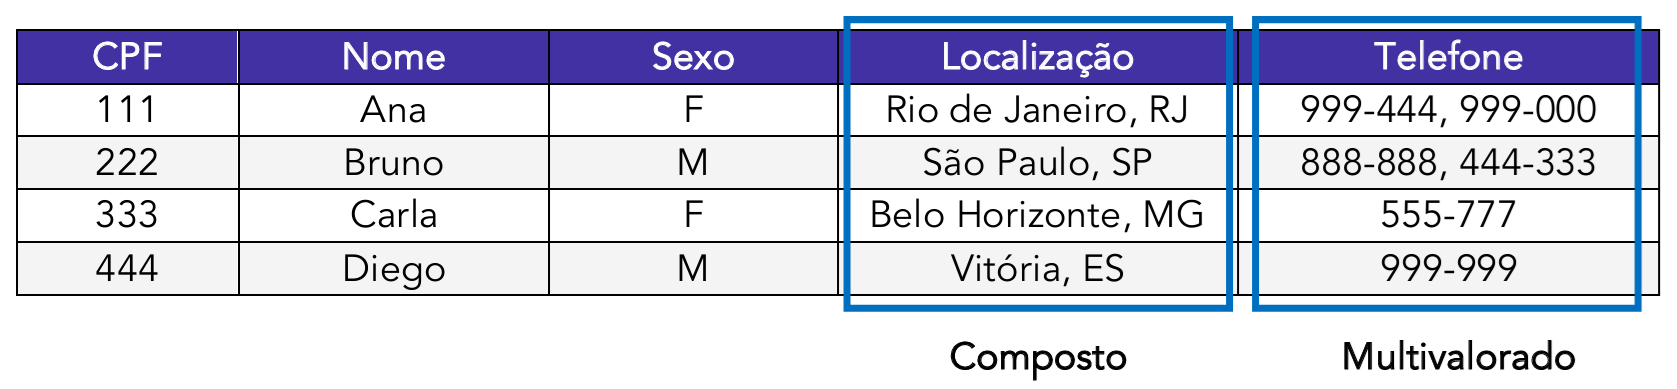 CPF Nome Sexo Localização Telefone
111 Ana F Rio de Janeiro, RJ 999-444, 999-000
222 Bruno M São Paulo, SP 888-888, 444-333
333 Carla F Belo Horizonte, MG 555-777
444 Diego M Vitória, ES 999-999
Composto Multivalorado